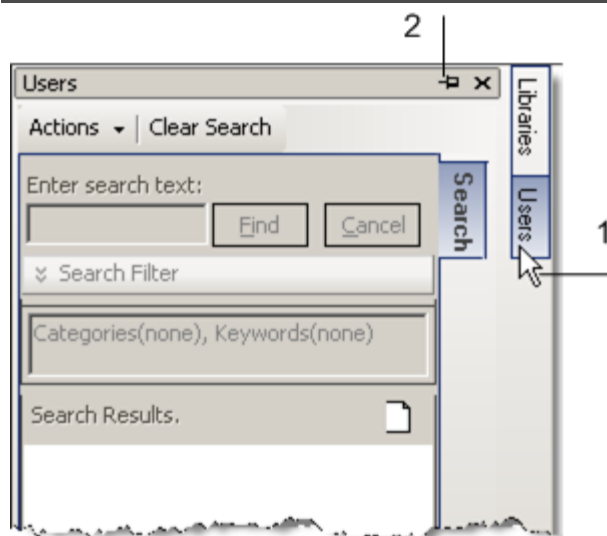 2
Users
Actions Clear Search
Enter search text:
Find Cancel
Search Filter
Categories(none), Keywords(none)
Search Results.
Search
Libraries
Users
1